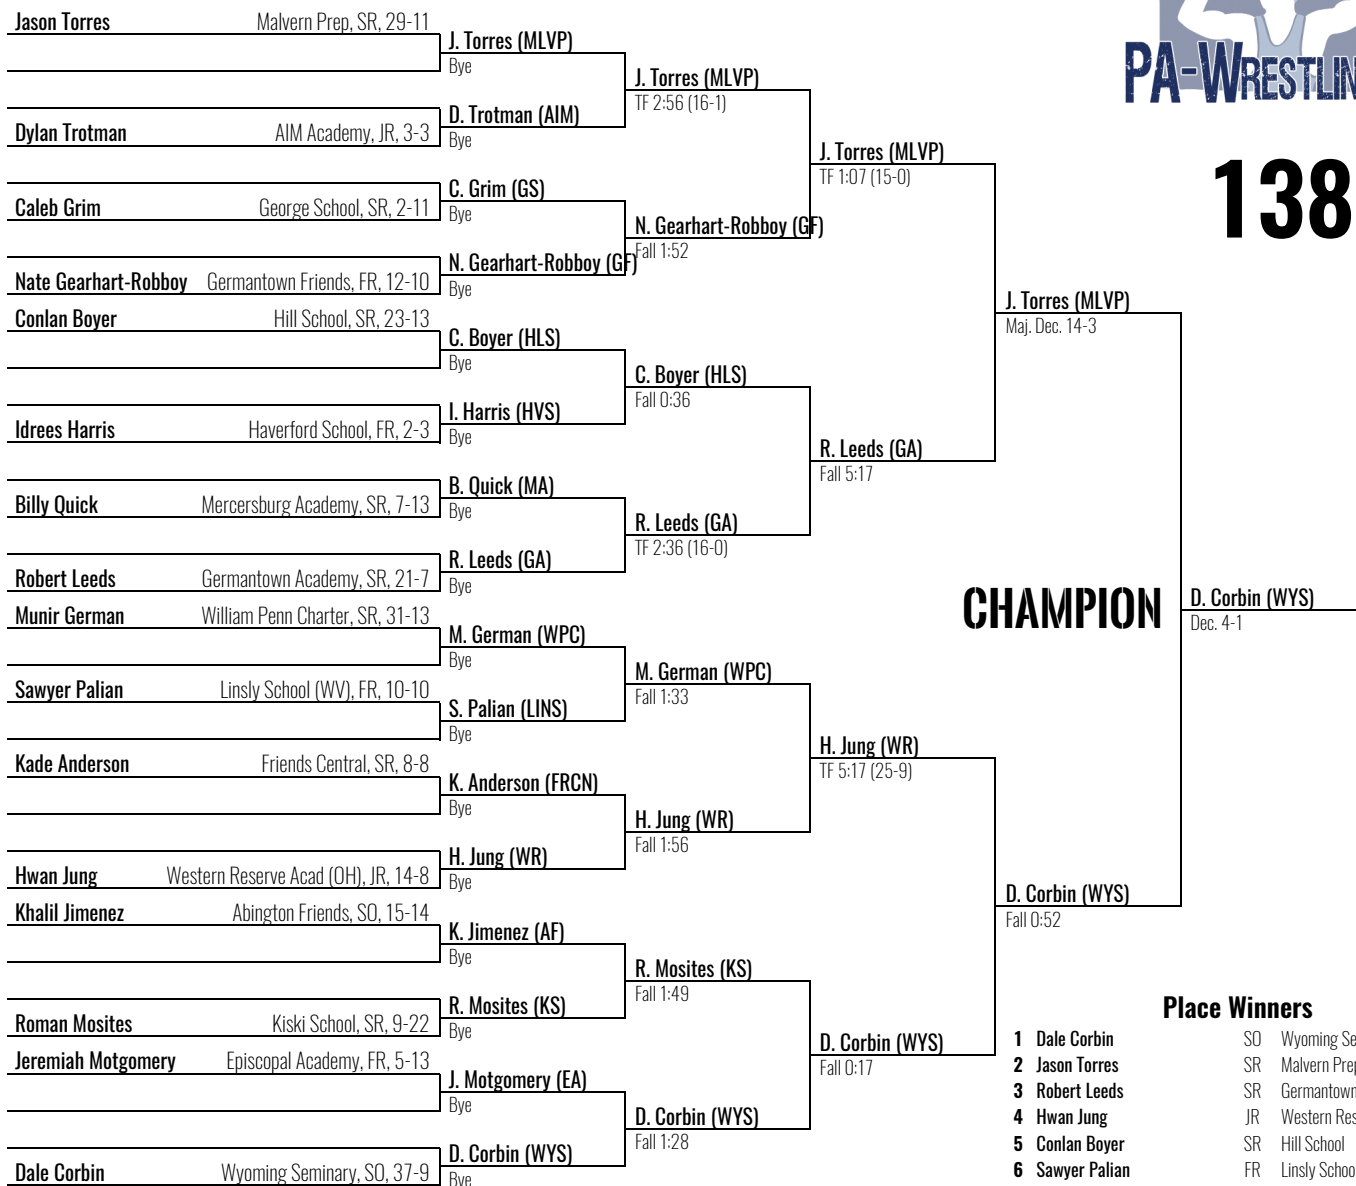 Jason Torres Malvern Prep, SR, 29-11
J. Torres (MLVP)
Bye
J. Torres (MLVP)
TF 2:56 (16-1)
D. Trotman (AIM)
Dylan Trotman AIM Academy, JR, 3-3
Bye
J. Torres (MLVP)
TF 1:07 (15-0)
C. Grim (GS)
Caleb Grim George School, SR, 2-11
Bye
N. Gearhart-Robboy (GF)
Fall 1:52
N. Gearhart-Robboy (GF)
Nate Gearhart-Robboy Germantown Friends, FR, 12-10
Bye
J. Torres (MLVP)
Maj. Dec. 14-3
Conlan Boyer Hill School, SR, 23-13
C. Boyer (HLS)
Bye
C. Boyer (HLS)
Fall 0:36
I. Harris (HVS)
Idrees Harris Haverford School, FR, 2-3
Bye
R. Leeds (GA)
Fall 5:17
B. Quick (MA)
Billy Quick Mercersburg Academy, SR, 7-13
Bye
R. Leeds (GA)
TF 2:36 (16-0)
R. Leeds (GA)
Robert Leeds Germantown Academy, SR, 21-7
Bye
CHAMPION
D. Corbin (WYS)
Dec. 4-1
Munir German William Penn Charter, SR, 31-13
M. German (WPC)
Bye
M. German (WPC)
Fall 1:33
Sawyer Palian Linsly School (WV), FR, 10-10
S. Palian (LINS)
Bye
H. Jung (WR)
TF 5:17 (25-9)
Kade Anderson Friends Central, SR, 8-8
K. Anderson (FRCN)
Bye
H. Jung (WR)
Fall 1:56
H. Jung (WR)
Hwan Jung Western Reserve Acad (OH), JR, 14-8
Bye
D. Corbin (WYS)
Fall 0:52
Khalil Jimenez Abington Friends, SO, 15-14
K. Jimenez (AF)
Bye
R. Mosites (KS)
Fall 1:49
R. Mosites (KS)
Roman Mosites Kiski School, SR, 9-22
Bye
D. Corbin (WYS)
Fall 0:17
Jeremiah Motgomery Episcopal Academy, FR, 5-13
J. Motgomery (EA)
Bye
D. Corbin (WYS)
Fall 1:28
D. Corbin (WYS)
Dale Corbin Wyoming Seminary, SO, 37-9
Bye
PA-WRESTLIN
138
Place Winners
1 Dale Corbin SO Wyoming Se
2 Jason Torres SR Malvern Prep
3 Robert Leeds SR Germantown
4 Hwan Jung JR Western Res
5 Conlan Boyer SR Hill School
6 Sawyer Palian FR Linsly Schoo